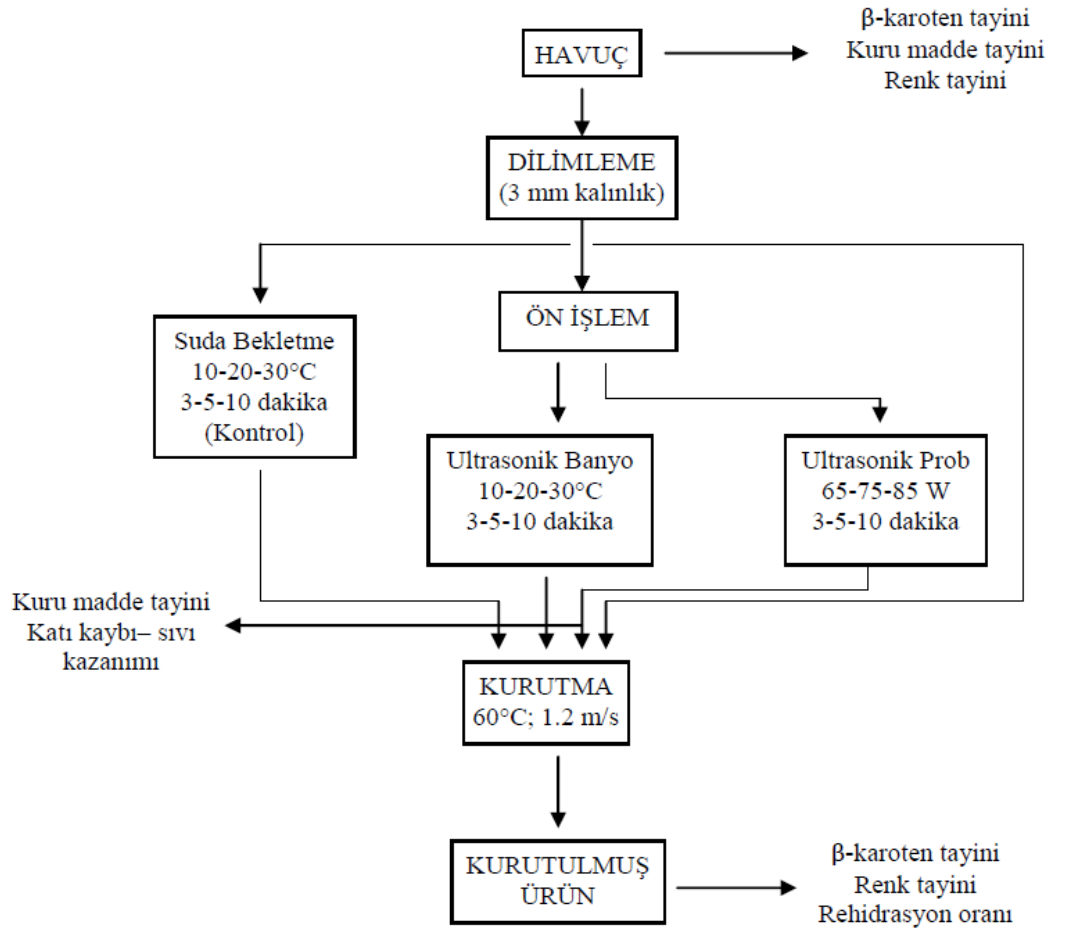 HAVUÇ
β-karoten tayini
Kuru madde tayini
Renk tayini
DİLİMLEME
(3 mm kalınlık)
ÖN İŞLEM
Suda Bekletme
10-20-30°C
3-5-10 dakika
(Kontrol)
Ultrasonik Banyo
10-20-30°C
3-5-10 dakika
Ultrasonik Prob
65-75-85 W
3-5-10 dakika
Kuru madde tayini
Katı kaybı– sıvı
kazanımı
KURUTMA
60°C; 1.2 m/s
KURUTULMUŞ
ÜRÜN
β-karoten tayini
Renk tayini
Rehidrasyon oranı